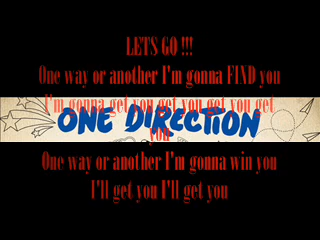 LETS GO !!!
One way or another I'm gonna FIND you
I'm gonna get you get you get you get
you
ONE DIRECTION
One way or another I'm gonna win you
I'll get you I'll get you